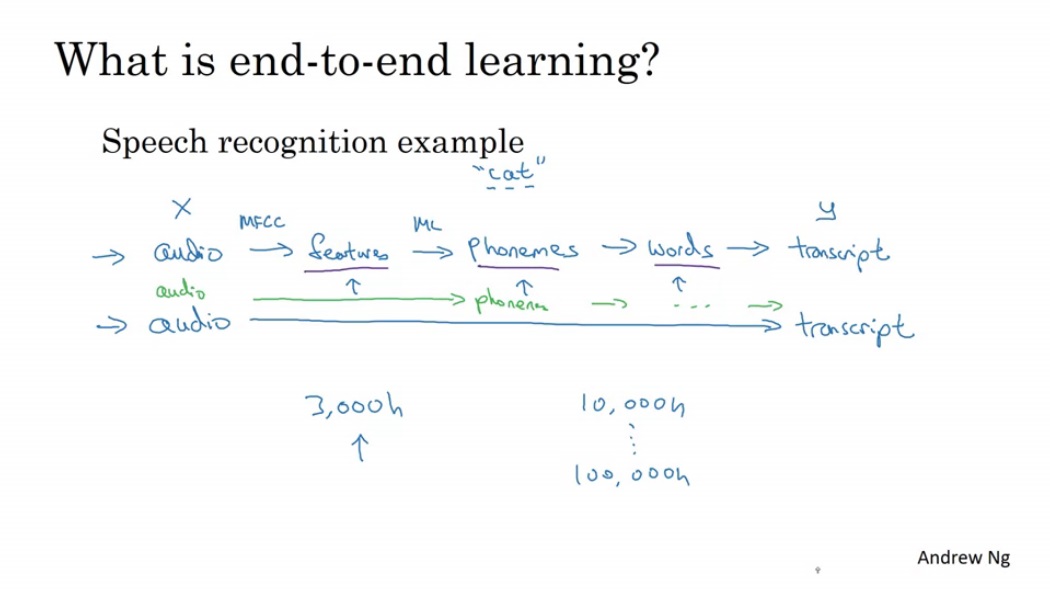 What is end-to-end learning?
Speech recognition example
"cat"
X
y
MFCC
ML
→ audio → features → phonemes → words → transcript
audio → phoneme → ... →
→ audio → transcript
3,000h
10,000h
100,000h
Andrew Ng